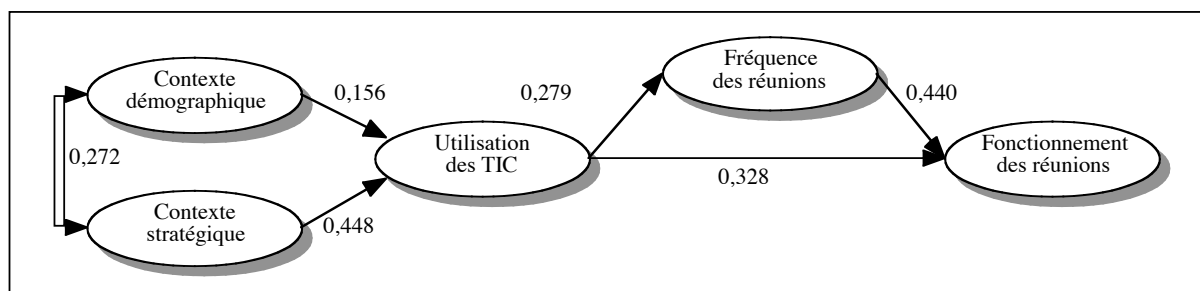 Contexte
démographique
0,156
0,272
Contexte
stratégique
0,448
Utilisation
des TIC
0,279
Fréquence
des réunions
0,440
0,328
Fonctionnement
des réunions